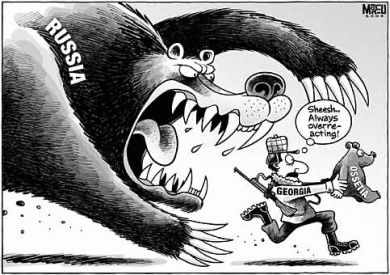 RUSSIA
Sheesh..
Always
overre-
acting!
GEORGIA
OSSETIA